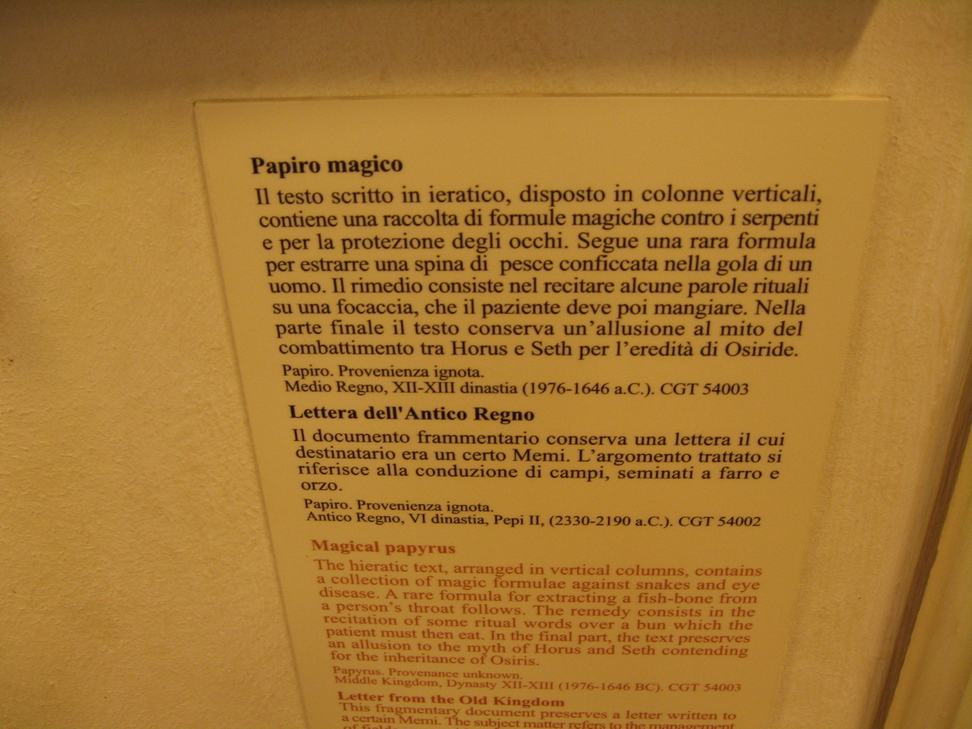 Papiro magico
Il testo scritto in ieratico, disposto in colonne verticali,
contiene una raccolta di formule magiche contro i serpenti
e per la protezione degli occhi. Segue una rara formula
per estrarre una spina di pesce conficcata nella gola di un
uomo. Il rimedio consiste nel recitare alcune parole rituali
su una focaccia, che il paziente deve poi mangiare. Nella
parte finale il testo conserva un'allusione al mito del
combattimento tra Horus e Seth per l'eredità di Osiride.
Papiro. Provenienza ignota.
Medio Regno, XII-XIII dinastia (1976-1646 a.C.). CGT 54003
Lettera dell'Antico Regno
Il documento frammentario conserva una lettera il cui
destinatario era un certo Memi. L'argomento trattato si
riferisce alla conduzione di campi, seminati a farro e
orzo.
Papiro. Provenienza ignota.
Antico Regno, VI dinastia, Pepi II, (2330-2190 a.C.). CGT 54002
Magical papyrus
The hieratic text, arranged in vertical columns, contains
a collection of magic formulae against snakes and eye
disease. A rare formula for extracting a fish-bone from
a person's throat follows. The remedy consists in the
recitation of some ritual words over a bun which the
patient must then eat. In the final part, the text preserves
an allusion to the myth of Horus and Seth contending
for the inheritance of Osiris.
Papyrus. Provenance unknown.
Middle Kingdom, Dynasty XII-XIII (1976-1646 BC). CGT 54003
Letter from the Old Kingdom
This fragmentary document preserves a letter written to
a certain Memi. The subject matter refers to the management